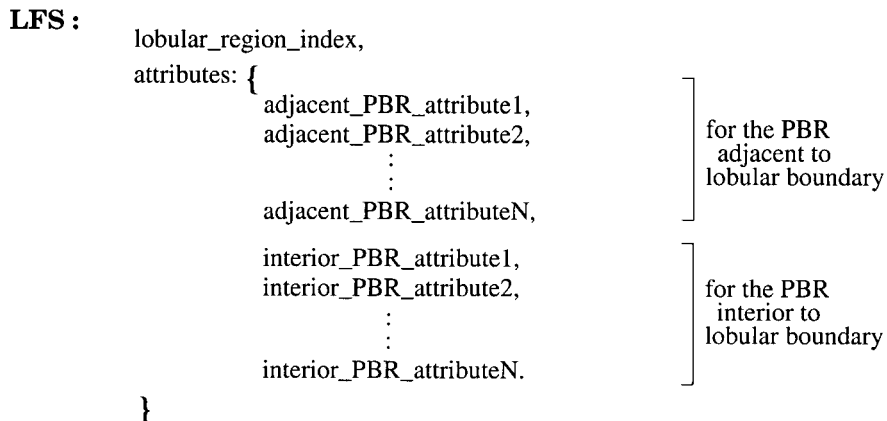 LFS:
lobular_region_index,
attributes: {
adjacent_PBR_attribute1,
adjacent_PBR_attribute2,
⋮
adjacent_PBR_attributeN,
for the PBR
adjacent to
lobular boundary
interior_PBR_attribute1,
interior_PBR_attribute2,
⋮
interior_PBR_attributeN.
for the PBR
interior to
lobular boundary
}